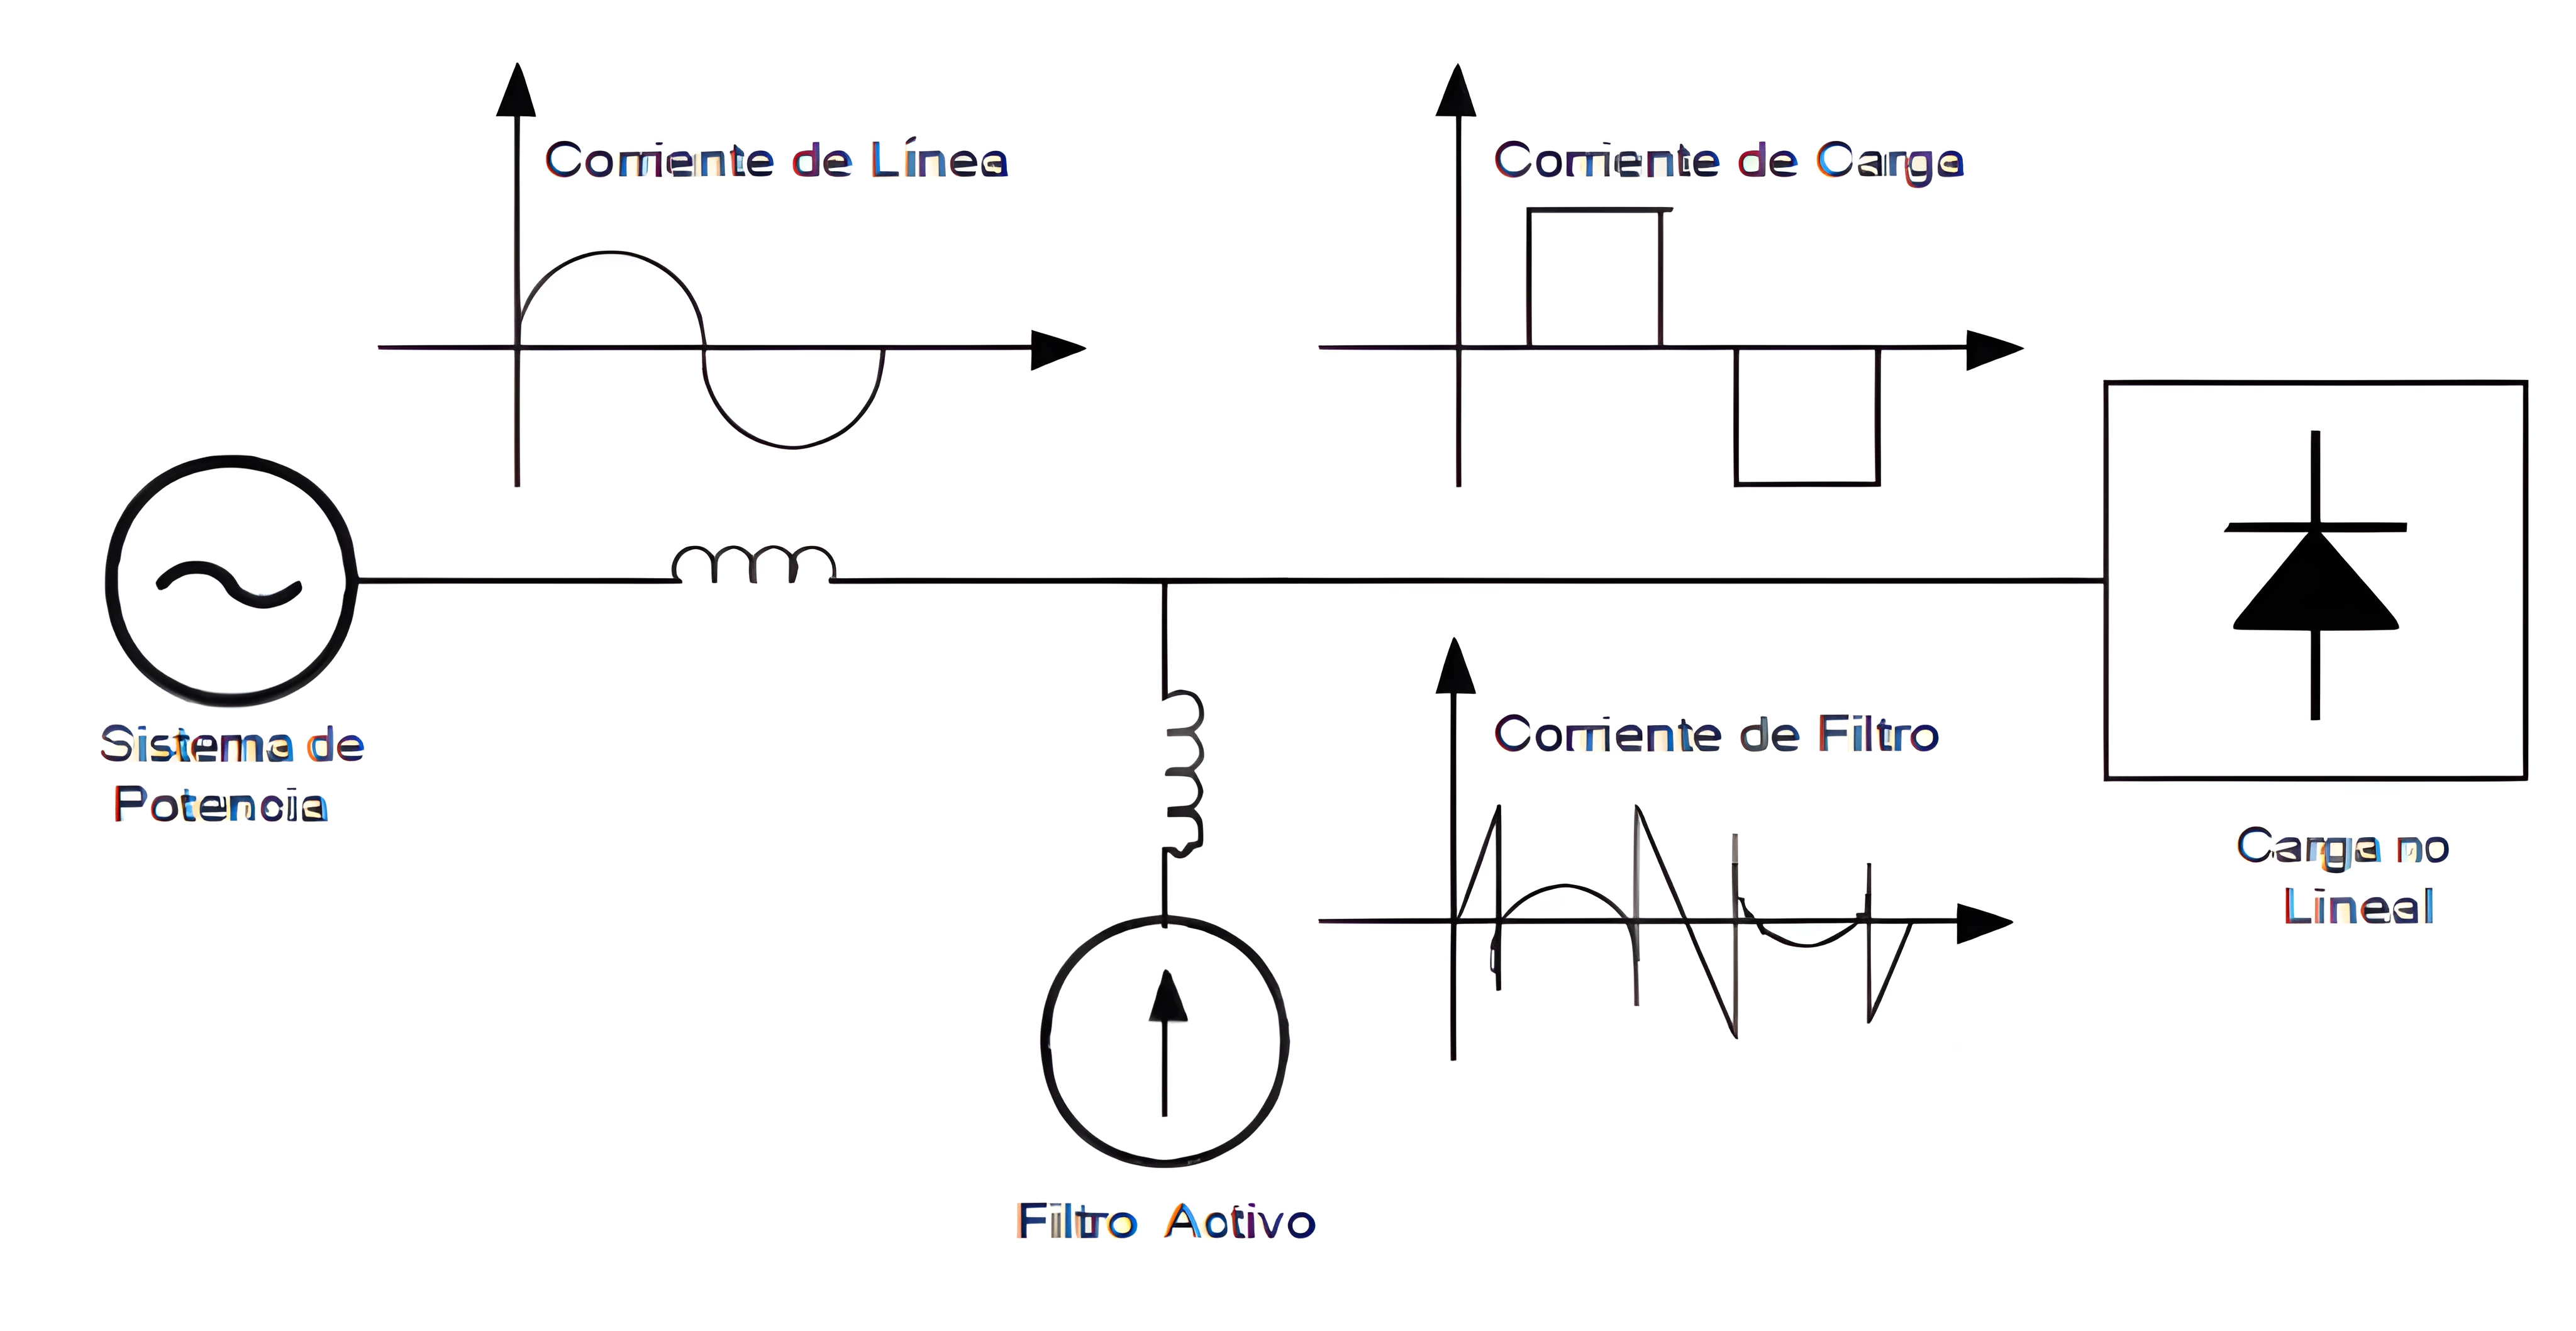 Corriente de Línea
Corriente de Carga
Sistema de
Potencia
Corriente de Filtro
Carga no
Lineal
Filtro Activo